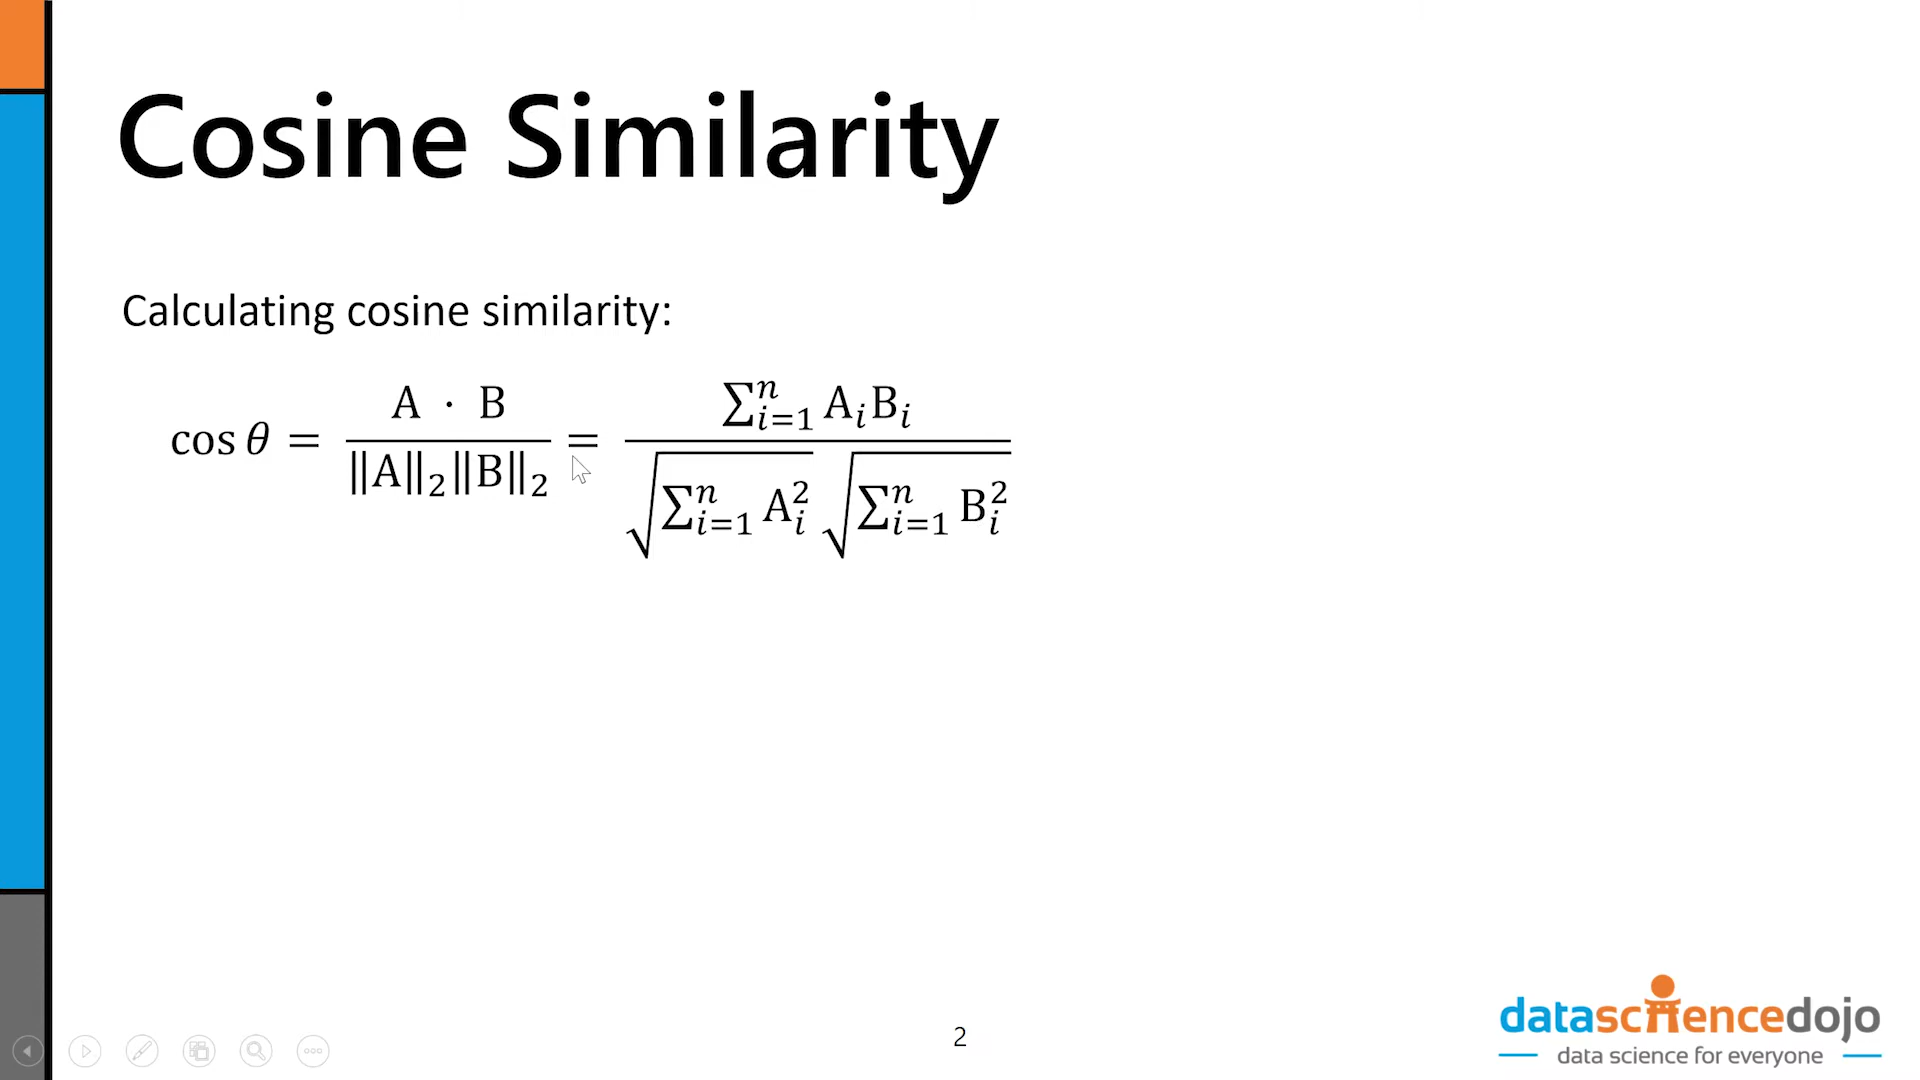 Cosine Similarity
Calculating cosine similarity:
cos θ = A · B / ‖A‖₂‖B‖₂ = ∑ⁿᵢ₌₁ AᵢBᵢ / √∑ⁿᵢ₌₁ Aᵢ² √∑ⁿᵢ₌₁ Bᵢ²
2
datasciencedojo
data science for everyone